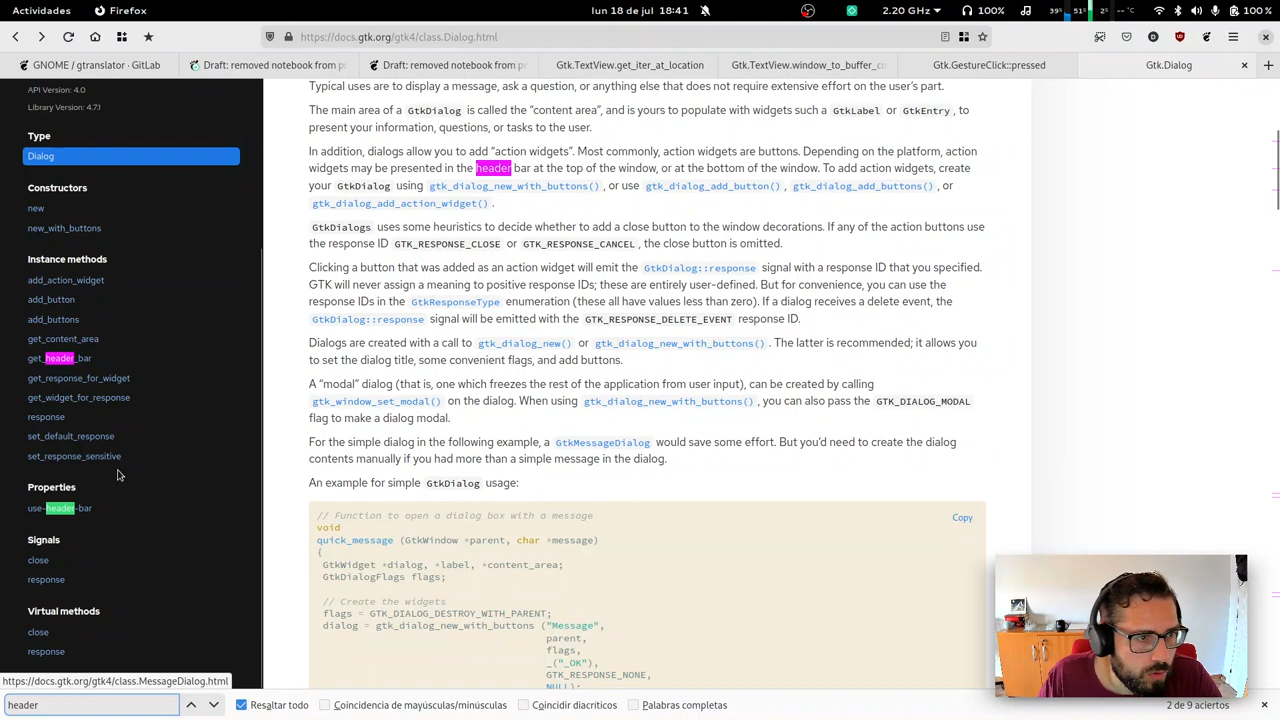 Actividades
Firefox
lun 18 de jul 18:41
2.20 GHz
100%
39%
51%
2%
--°C
100 %
https://docs.gtk.org/gtk4/class.Dialog.html
GNOME / gtranslator · GitLab
Draft: removed notebook from p
Draft: removed notebook from p
Gtk.TextView.get_iter_at_location
Gtk.TextView.window_to_buffer_co
Gtk.GestureClick::pressed
Gtk.Dialog
API Version: 4.0
Library Version: 4.7.1
Type
Dialog
Constructors
new
new_with_buttons
Instance methods
add_action_widget
add_button
add_buttons
get_content_area
get_header_bar
get_response_for_widget
get_widget_for_response
response
set_default_response
set_response_sensitive
Properties
use-header-bar
Signals
close
response
Virtual methods
close
response
Typical uses are to display a message, ask a question, or anything else that does not require extensive effort on the user's part.
The main area of a GtkDialog is called the “content area”, and is yours to populate with widgets such a GtkLabel or GtkEntry, to
present your information, questions, or tasks to the user.
In addition, dialogs allow you to add “action widgets”. Most commonly, action widgets are buttons. Depending on the platform, action
widgets may be presented in the header bar at the top of the window, or at the bottom of the window. To add action widgets, create
your GtkDialog using gtk_dialog_new_with_buttons(), or use gtk_dialog_add_button(), gtk_dialog_add_buttons(), or
gtk_dialog_add_action_widget().
GtkDialogs uses some heuristics to decide whether to add a close button to the window decorations. If any of the action buttons use
the response ID GTK_RESPONSE_CLOSE or GTK_RESPONSE_CANCEL, the close button is omitted.
Clicking a button that was added as an action widget will emit the GtkDialog::response signal with a response ID that you specified.
GTK will never assign a meaning to positive response IDs; these are entirely user-defined. But for convenience, you can use the
response IDs in the GtkResponseType enumeration (these all have values less than zero). If a dialog receives a delete event, the
GtkDialog::response signal will be emitted with the GTK_RESPONSE_DELETE_EVENT response ID.
Dialogs are created with a call to gtk_dialog_new() or gtk_dialog_new_with_buttons(). The latter is recommended; it allows you
to set the dialog title, some convenient flags, and add buttons.
A “modal” dialog (that is, one which freezes the rest of the application from user input), can be created by calling
gtk_window_set_modal() on the dialog. When using gtk_dialog_new_with_buttons(), you can also pass the GTK_DIALOG_MODAL
flag to make a dialog modal.
For the simple dialog in the following example, a GtkMessageDialog would save some effort. But you'd need to create the dialog
contents manually if you had more than a simple message in the dialog.
An example for simple GtkDialog usage:
Copy
// Function to open a dialog box with a message
void
quick_message (GtkWindow *parent, char *message)
{
GtkWidget *dialog, *label, *content_area;
GtkDialogFlags flags;
// Create the widgets
flags = GTK_DIALOG_DESTROY_WITH_PARENT;
dialog = gtk_dialog_new_with_buttons ("Message",
parent,
flags,
_("_OK"),
GTK_RESPONSE_NONE,
NULL);
https://docs.gtk.org/gtk4/class.MessageDialog.html
header
Resaltar todo
Coincidencia de mayúsculas/minúsculas
Coincidir diacríticos
Palabras completas
2 de 9 aciertos